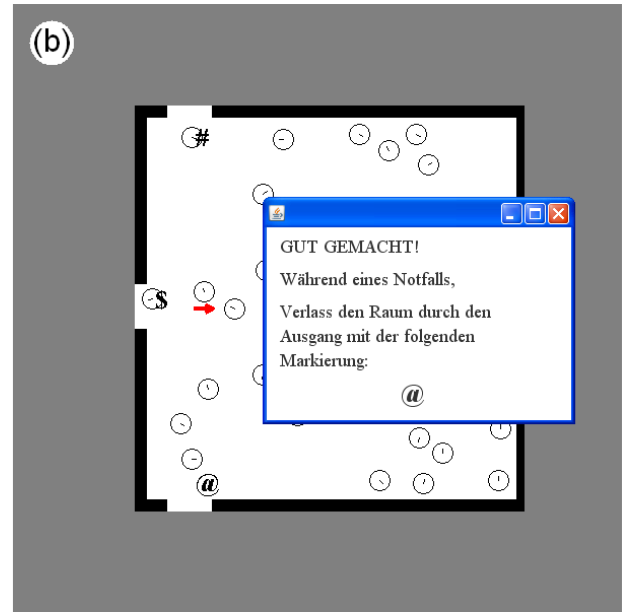 (b)
#
$
GUT GEMACHT!
Während eines Notfalls,
Verlass den Raum durch den
Ausgang mit der folgenden
Markierung:
@
@